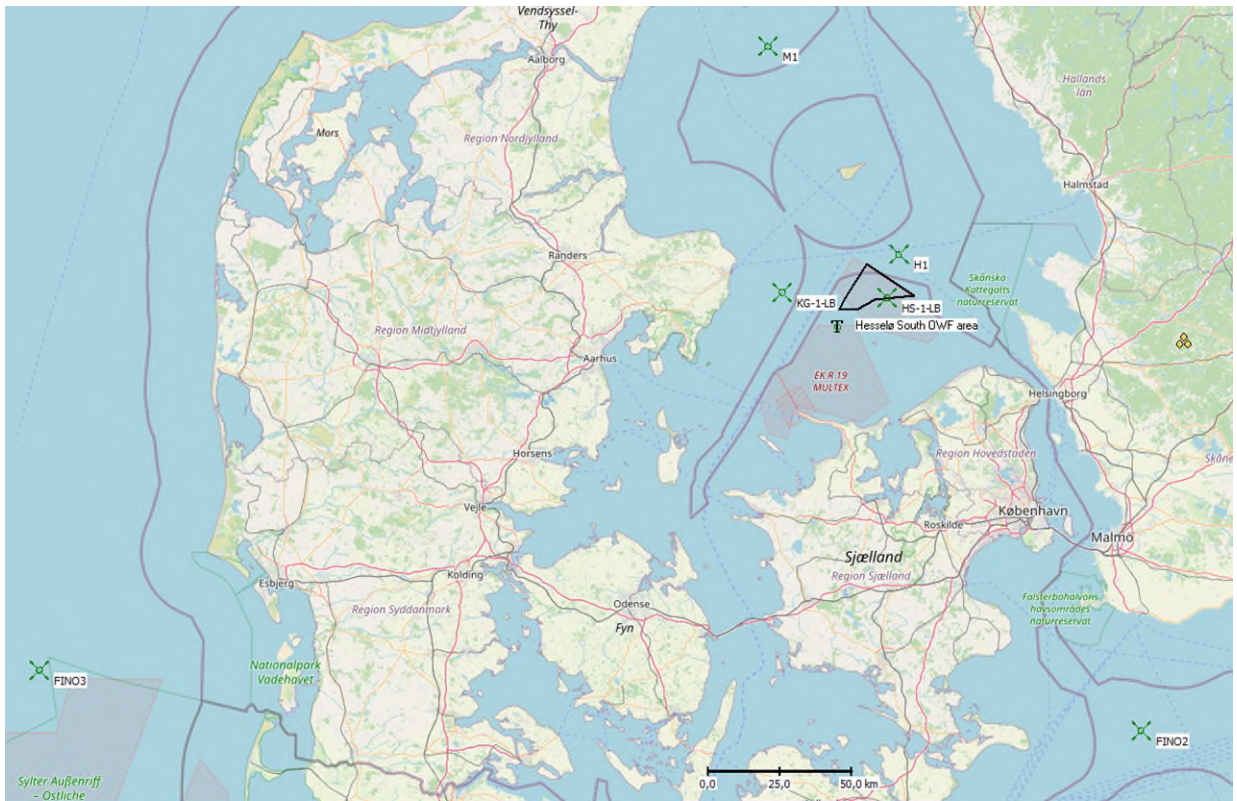 Vendsyssel-
Thy
M1
Aalborg
Hallands
län
Mors
Region Nordjylland
Halmstad
Randers
H1
Skånska
Kattegatts
naturreservat
KG-1-LB
HS-1-LB
T
Hesselø South OWF area
Region Midtjylland
Aarhus
EK R 19
MULTEX
Helsingborg
Horsens
Region Hovedstaden
Skåne
Vejle
København
Roskilde
Malmö
Sjælland
Esbjerg
Kolding
Region Sjælland
Region Syddanmark
Odense
Falsterbohalvöns
havsområdes
naturreservat
Fyn
Nationalpark
Vadehavet
FINO3
FINO2
Sylter Außenriff
– Östliche
0,0 25,0 50,0 km